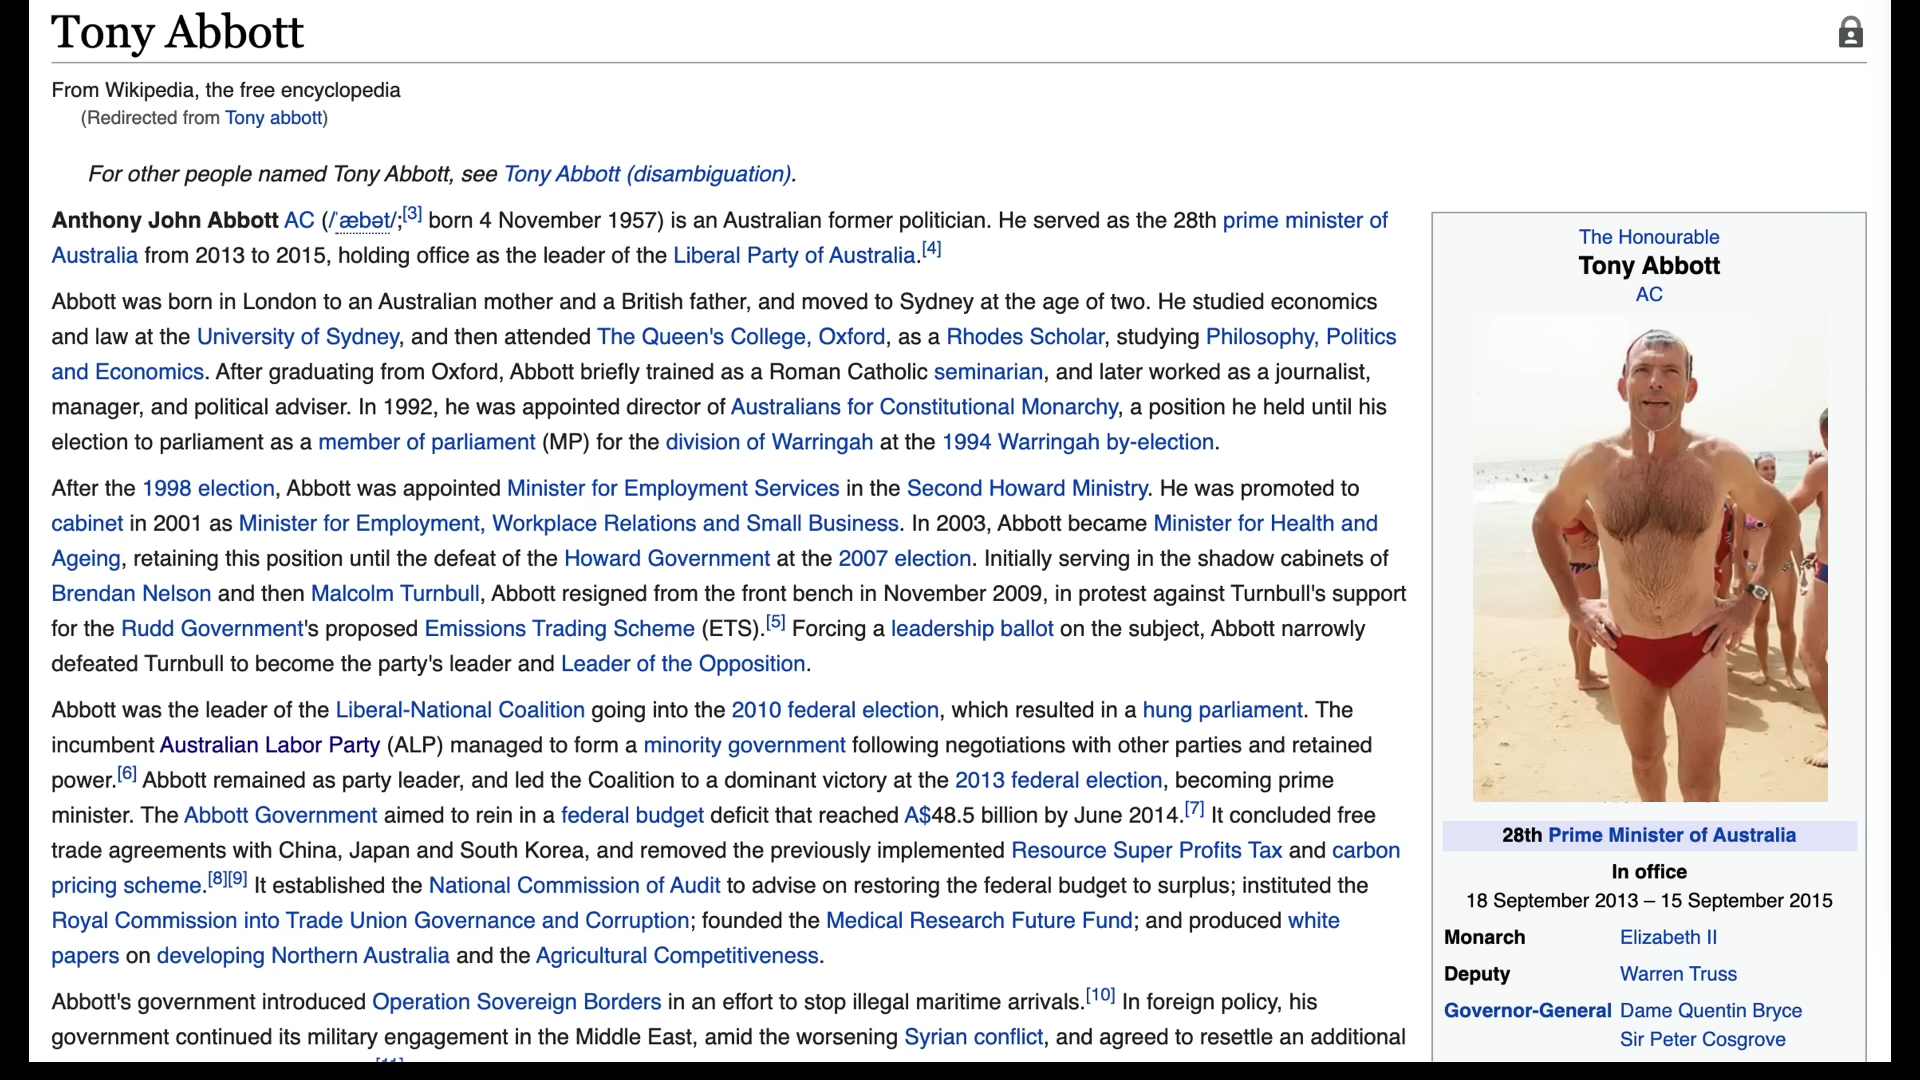 Tony Abbott
From Wikipedia, the free encyclopedia
(Redirected from Tony abbott)
For other people named Tony Abbott, see Tony Abbott (disambiguation).
Anthony John Abbott AC (/ˈæbət/;[3] born 4 November 1957) is an Australian former politician. He served as the 28th prime minister of
Australia from 2013 to 2015, holding office as the leader of the Liberal Party of Australia.[4]
Abbott was born in London to an Australian mother and a British father, and moved to Sydney at the age of two. He studied economics
and law at the University of Sydney, and then attended The Queen's College, Oxford, as a Rhodes Scholar, studying Philosophy, Politics
and Economics. After graduating from Oxford, Abbott briefly trained as a Roman Catholic seminarian, and later worked as a journalist,
manager, and political adviser. In 1992, he was appointed director of Australians for Constitutional Monarchy, a position he held until his
election to parliament as a member of parliament (MP) for the division of Warringah at the 1994 Warringah by-election.
After the 1998 election, Abbott was appointed Minister for Employment Services in the Second Howard Ministry. He was promoted to
cabinet in 2001 as Minister for Employment, Workplace Relations and Small Business. In 2003, Abbott became Minister for Health and
Ageing, retaining this position until the defeat of the Howard Government at the 2007 election. Initially serving in the shadow cabinets of
Brendan Nelson and then Malcolm Turnbull, Abbott resigned from the front bench in November 2009, in protest against Turnbull's support
for the Rudd Government's proposed Emissions Trading Scheme (ETS).[5] Forcing a leadership ballot on the subject, Abbott narrowly
defeated Turnbull to become the party's leader and Leader of the Opposition.
Abbott was the leader of the Liberal-National Coalition going into the 2010 federal election, which resulted in a hung parliament. The
incumbent Australian Labor Party (ALP) managed to form a minority government following negotiations with other parties and retained
power.[6] Abbott remained as party leader, and led the Coalition to a dominant victory at the 2013 federal election, becoming prime
minister. The Abbott Government aimed to rein in a federal budget deficit that reached A$48.5 billion by June 2014.[7] It concluded free
trade agreements with China, Japan and South Korea, and removed the previously implemented Resource Super Profits Tax and carbon
pricing scheme.[8][9] It established the National Commission of Audit to advise on restoring the federal budget to surplus; instituted the
Royal Commission into Trade Union Governance and Corruption; founded the Medical Research Future Fund; and produced white
papers on developing Northern Australia and the Agricultural Competitiveness.
Abbott's government introduced Operation Sovereign Borders in an effort to stop illegal maritime arrivals.[10] In foreign policy, his
government continued its military engagement in the Middle East, amid the worsening Syrian conflict, and agreed to resettle an additional
The Honourable
Tony Abbott
AC
28th Prime Minister of Australia
In office
18 September 2013 – 15 September 2015
Monarch Elizabeth II
Deputy Warren Truss
Governor-General Dame Quentin Bryce
Sir Peter Cosgrove